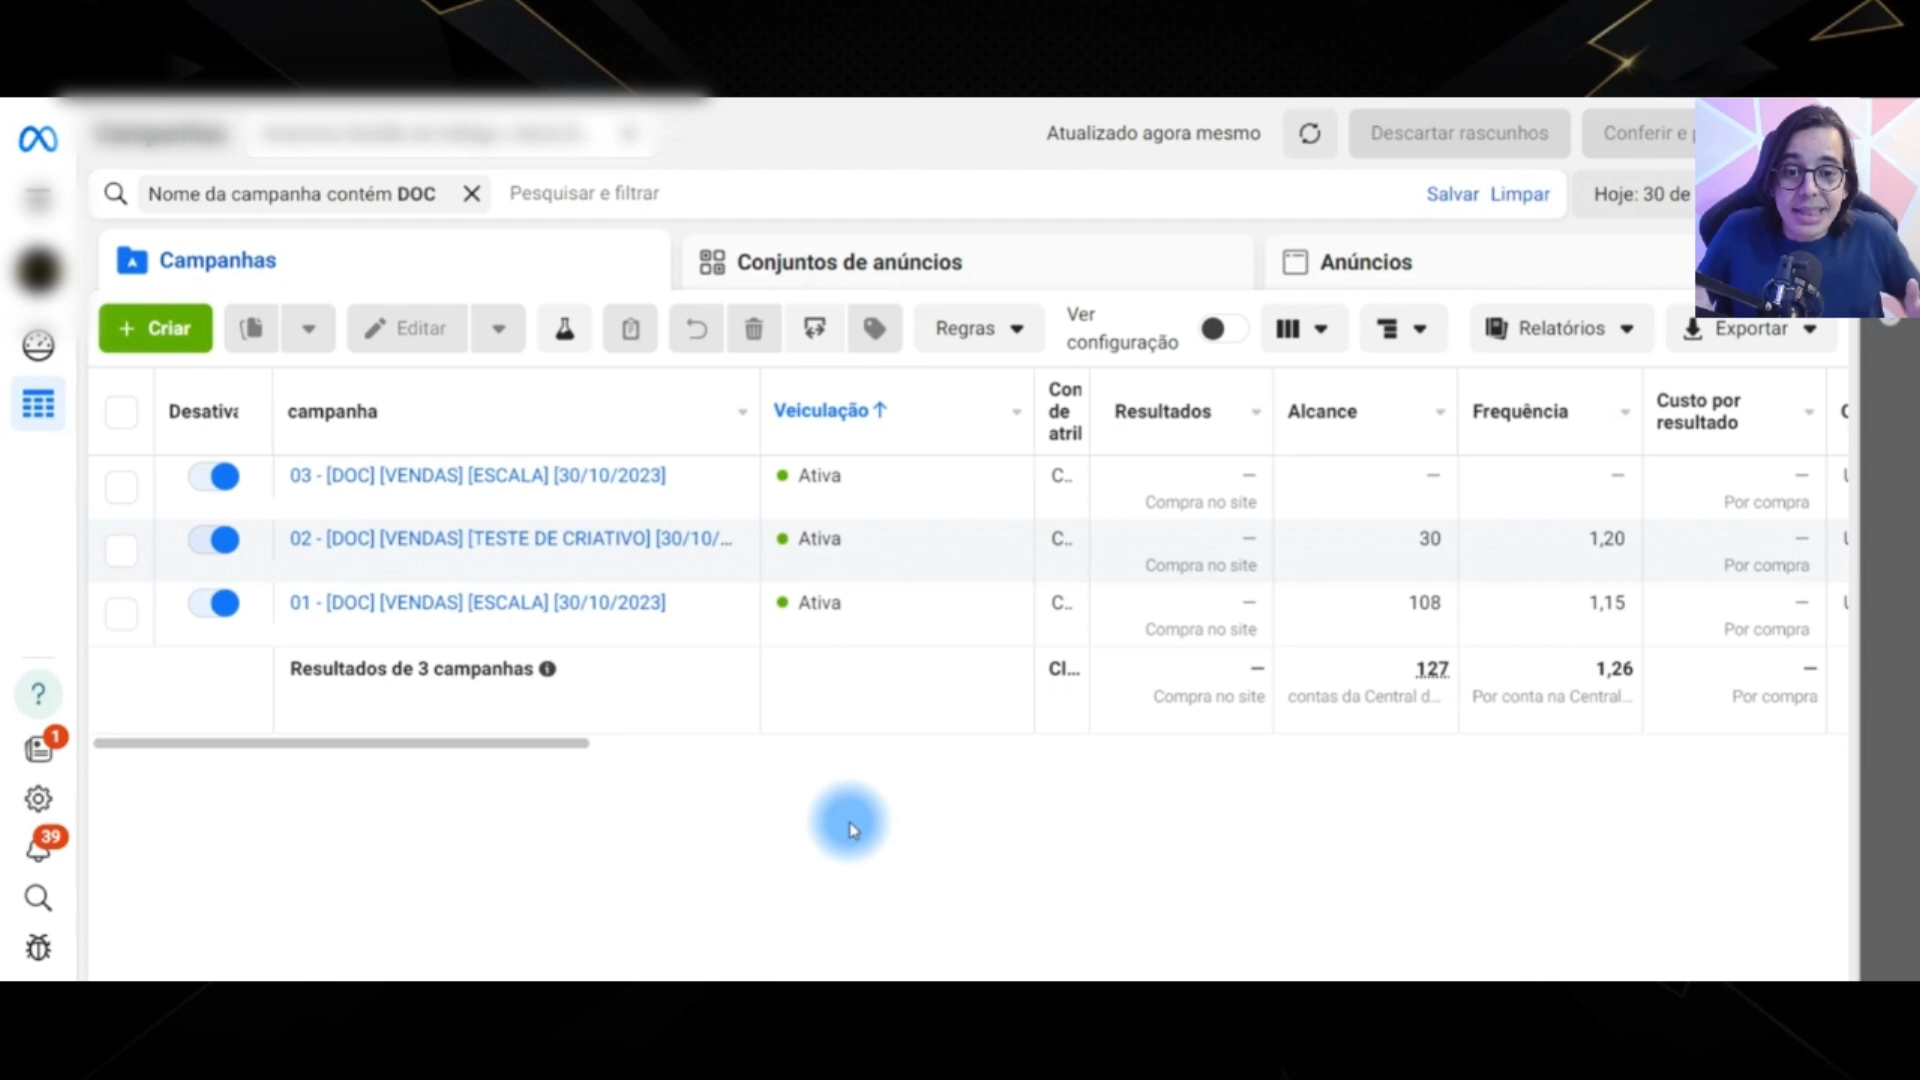 Atualizado agora mesmo
Descartar rascunhos
Conferir e
Nome da campanha contém DOC
Pesquisar e filtrar
Salvar Limpar
Hoje: 30 de
Campanhas
Conjuntos de anúncios
Anúncios
+ Criar
Editar
Regras
Ver configuração
Relatórios
Exportar
Desativa
campanha
Veiculação ↑
Con de atril
Resultados
Alcance
Frequência
Custo por resultado
03 - [DOC] [VENDAS] [ESCALA] [30/10/2023]
Ativa
C..
—
—
—
—
Compra no site
Por compra
02 - [DOC] [VENDAS] [TESTE DE CRIATIVO] [30/10/...
Ativa
C..
—
30
1,20
—
Compra no site
Por compra
01 - [DOC] [VENDAS] [ESCALA] [30/10/2023]
Ativa
C..
—
108
1,15
—
Compra no site
Por compra
Resultados de 3 campanhas
Cl...
—
127
1,26
—
Compra no site
contas da Central d...
Por conta na Central...
Por compra
?
1
39